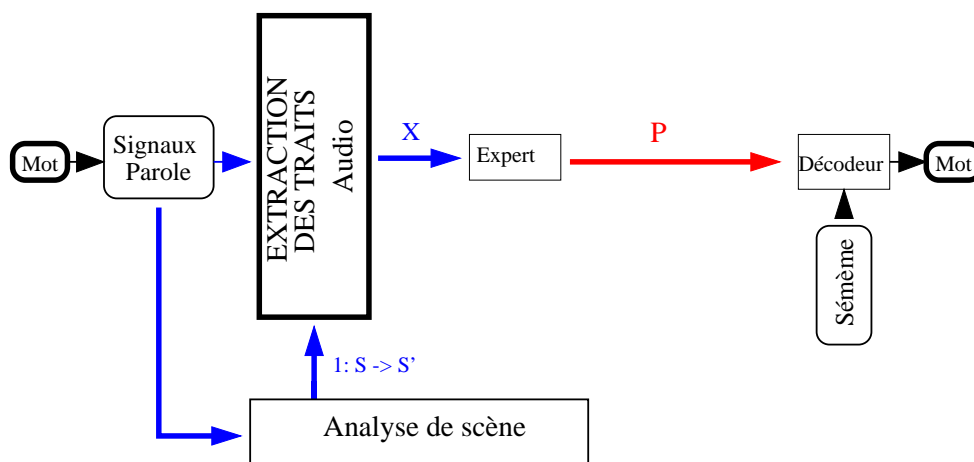 Mot
Signaux
Parole
EXTRACTION
DES TRAITS
Audio
X
Expert
P
Décodeur
Mot
Sémème
1: S -> S’
Analyse de scène